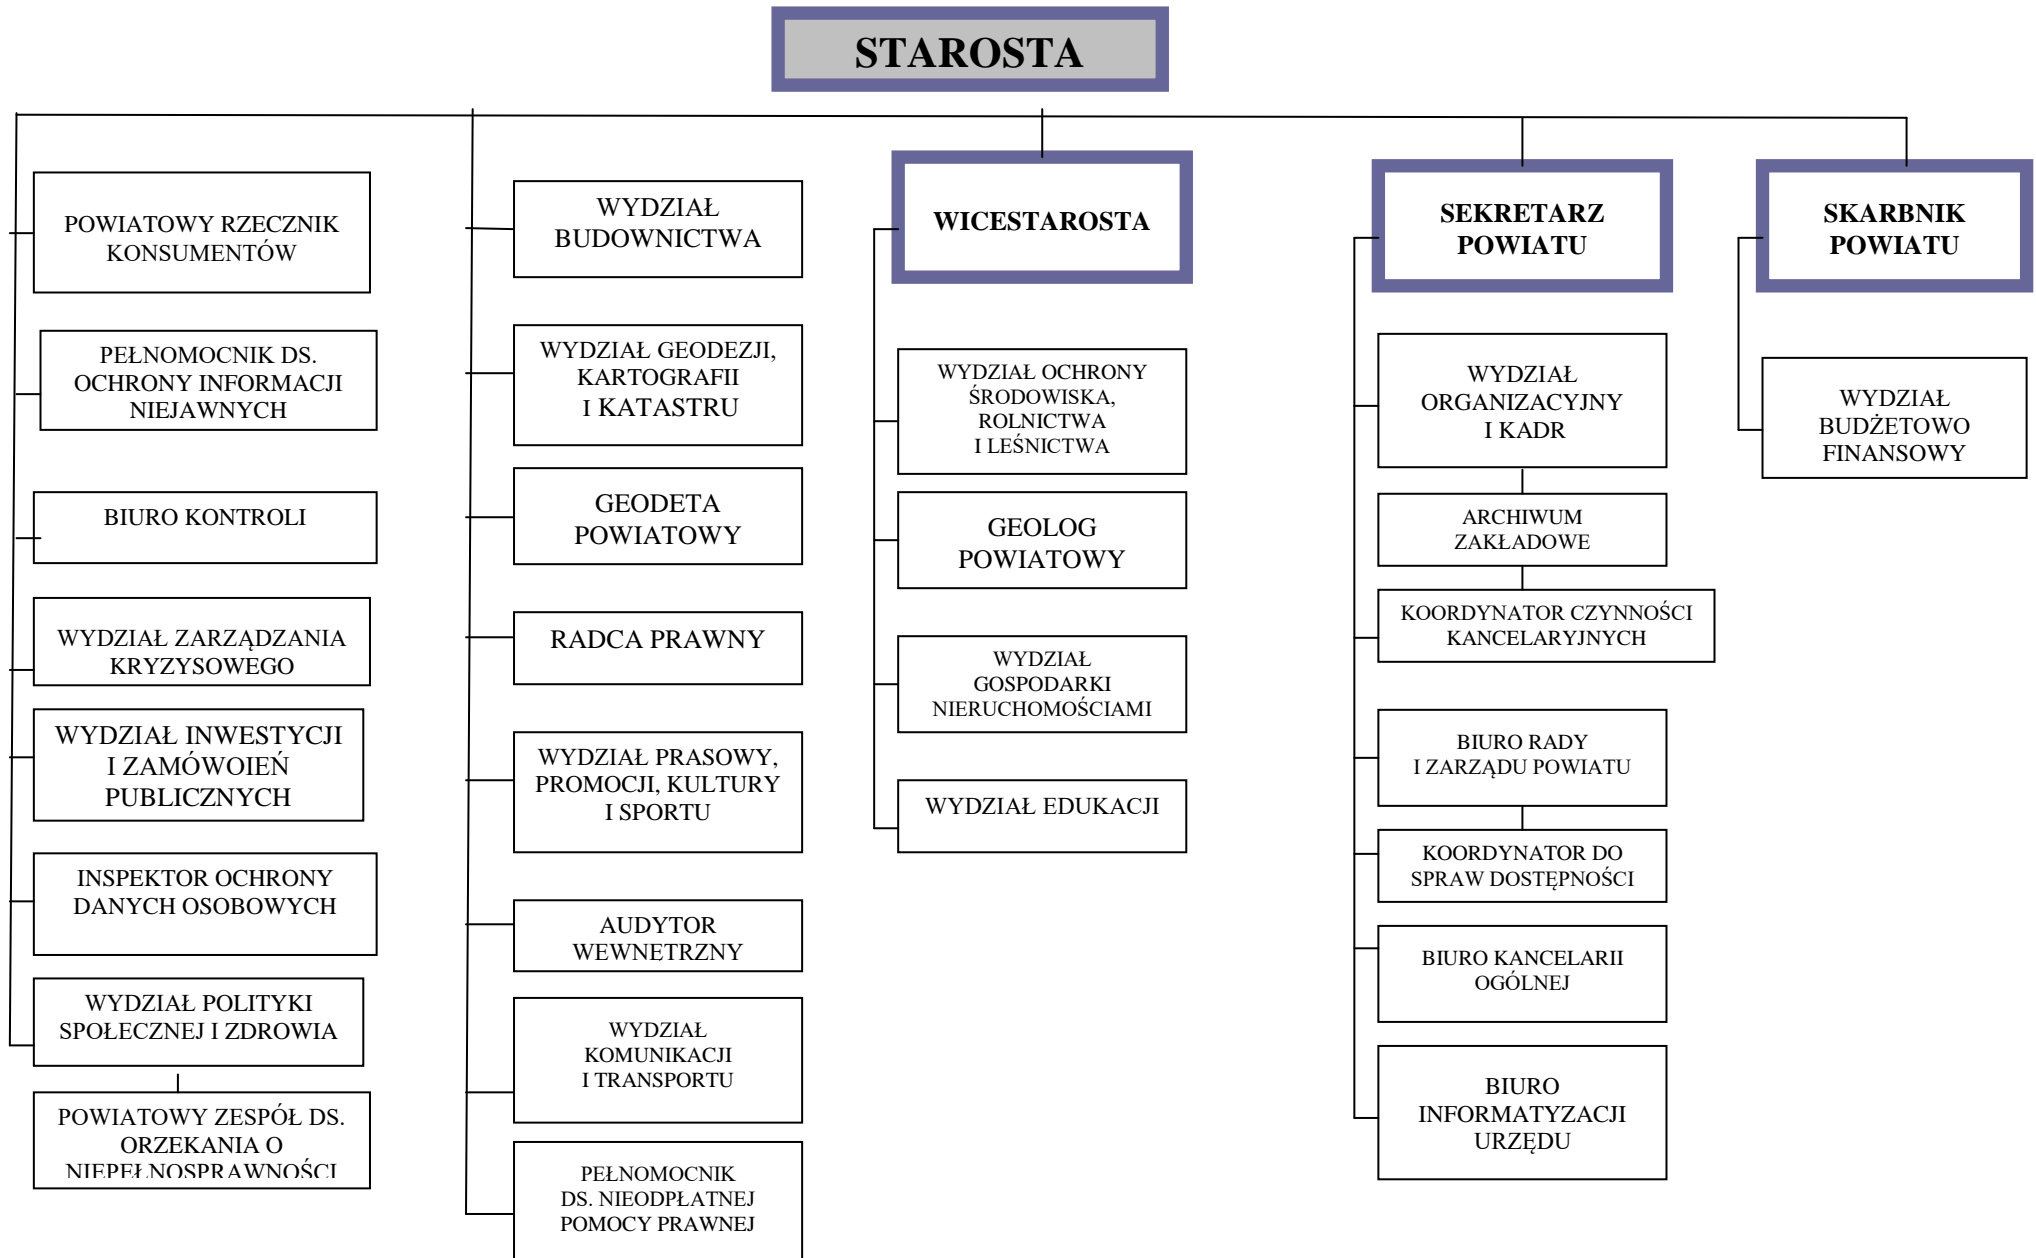 STAROSTA
POWIATOWY RZECZNIK
KONSUMENTÓW
PEŁNOMOCNIK DS.
OCHRONY INFORMACJI
NIEJAWNYCH
BIURO KONTROLI
WYDZIAŁ ZARZĄDZANIA
KRYZYSOWEGO
WYDZIAŁ INWESTYCJI
I ZAMÓWOIEŃ
PUBLICZNYCH
INSPEKTOR OCHRONY
DANYCH OSOBOWYCH
WYDZIAŁ POLITYKI
SPOŁECZNEJ I ZDROWIA
POWIATOWY ZESPÓŁ DS.
ORZEKANIA O
NIEPEŁNOSPRAWNOŚCI
WYDZIAŁ
BUDOWNICTWA
WYDZIAŁ GEODEZJI,
KARTOGRAFII
I KATASTRU
GEODETA
POWIATOWY
RADCA PRAWNY
WYDZIAŁ PRASOWY,
PROMOCJI, KULTURY
I SPORTU
AUDYTOR
WEWNETRZNY
WYDZIAŁ
KOMUNIKACJI
I TRANSPORTU
PEŁNOMOCNIK
DS. NIEODPŁATNEJ
POMOCY PRAWNEJ
WICESTAROSTA
WYDZIAŁ OCHRONY
ŚRODOWISKA,
ROLNICTWA
I LEŚNICTWA
GEOLOG
POWIATOWY
WYDZIAŁ
GOSPODARKI
NIERUCHOMOŚCIAMI
WYDZIAŁ EDUKACJI
SEKRETARZ
POWIATU
WYDZIAŁ
ORGANIZACYJNY
I KADR
ARCHIWUM
ZAKŁADOWE
KOORDYNATOR CZYNNOŚCI
KANCELARYJNYCH
BIURO RADY
I ZARZĄDU POWIATU
KOORDYNATOR DO
SPRAW DOSTĘPNOŚCI
BIURO KANCELARII
OGÓLNEJ
BIURO
INFORMATYZACJI
URZĘDU
SKARBNIK
POWIATU
WYDZIAŁ
BUDŻETOWO
FINANSOWY